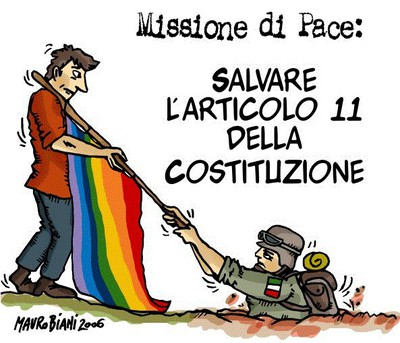 Missione di Pace:
SALVARE
L'ARTICOLO 11
DELLA
COSTITUZIONE
MAURO BIANI 2006